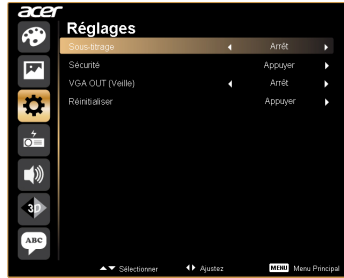 acer
Réglages
Sous-titrage Arrêt
Sécurité Appuyer
VGA OUT (Veille) Arrêt
Réinitialiser Appuyer
3D
ABC
Sélectionner Ajustez MENU Menu Principal